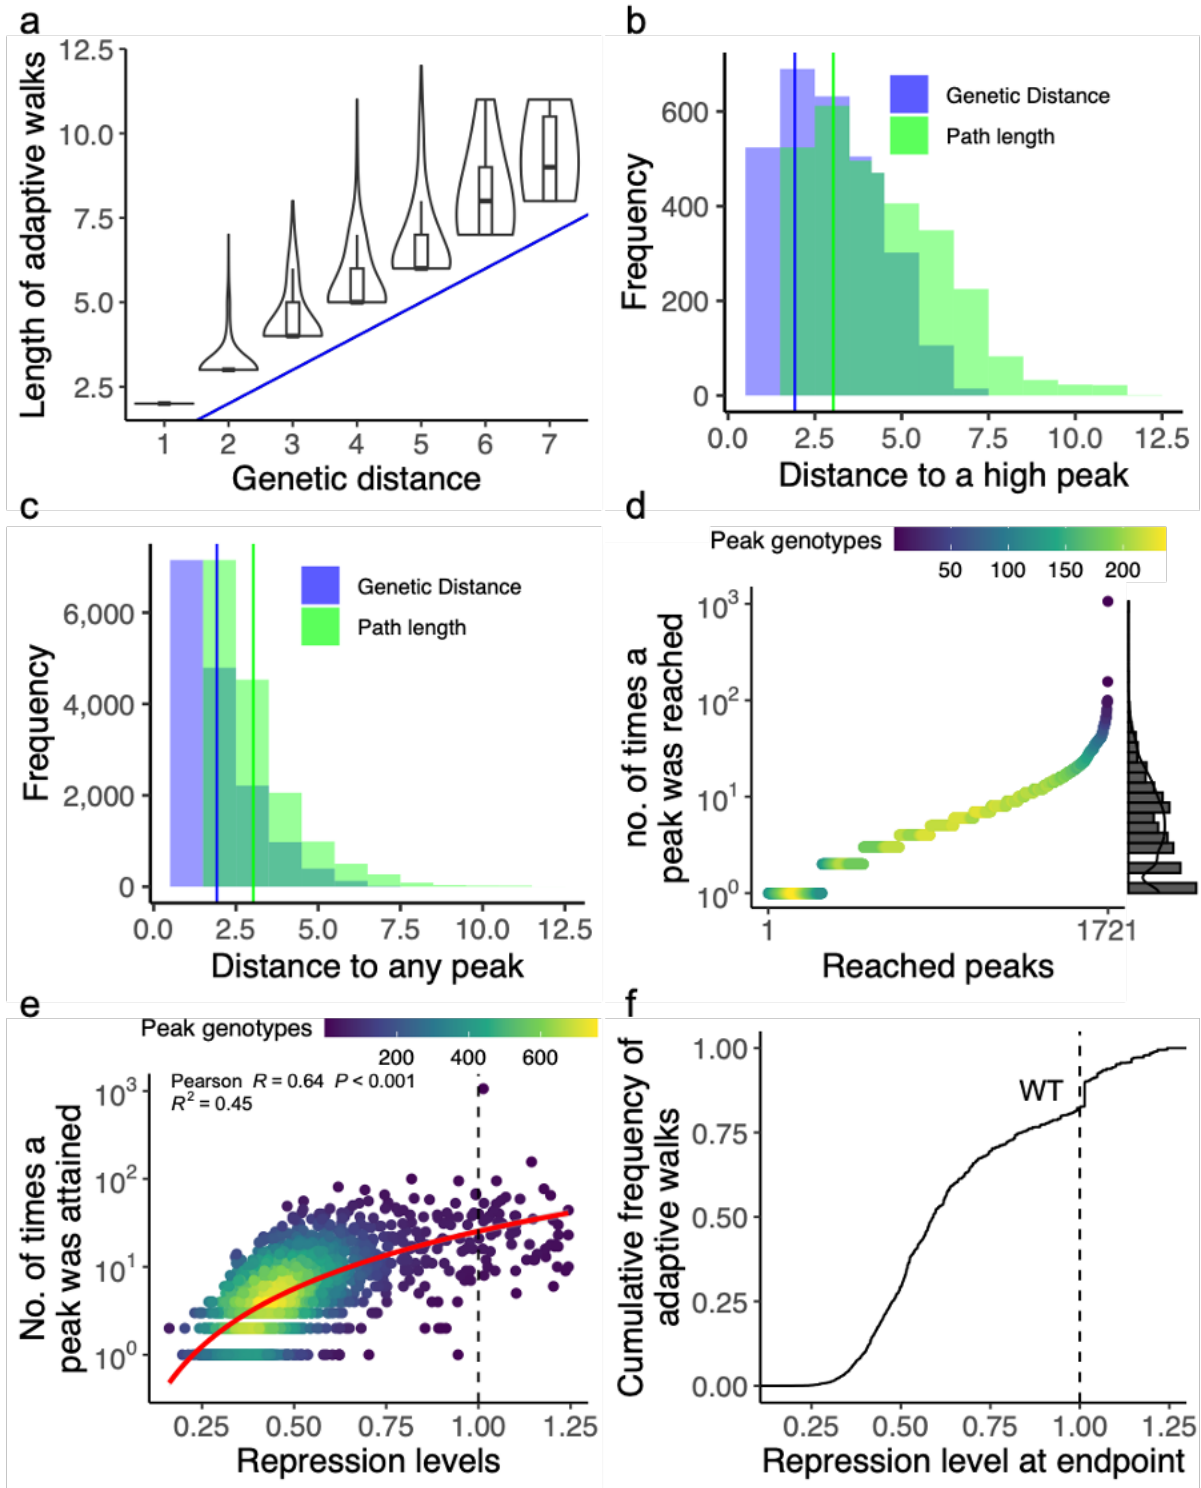 a
Length of adaptive walks
12.5
10.0
7.5
5.0
2.5
1 2 3 4 5 6 7
Genetic distance
b
Frequency
600
400
200
0
Genetic Distance
Path length
0.0 2.5 5.0 7.5 10.0 12.5
Distance to a high peak
c
Frequency
6,000
4,000
2,000
0
Genetic Distance
Path length
0.0 2.5 5.0 7.5 10.0 12.5
Distance to any peak
d
Peak genotypes
50 100 150 200
no. of times a
peak was reached
10³
10²
10¹
10⁰
1 1721
Reached peaks
e
Peak genotypes
200 400 600
Pearson R = 0.64 P < 0.001
R² = 0.45
No. of times a
peak was attained
10³
10²
10¹
10⁰
0.25 0.50 0.75 1.00 1.25
Repression levels
f
Cumulative frequency of
adaptive walks
1.00
0.75
0.50
0.25
0.00
WT
0.25 0.50 0.75 1.00 1.25
Repression level at endpoint